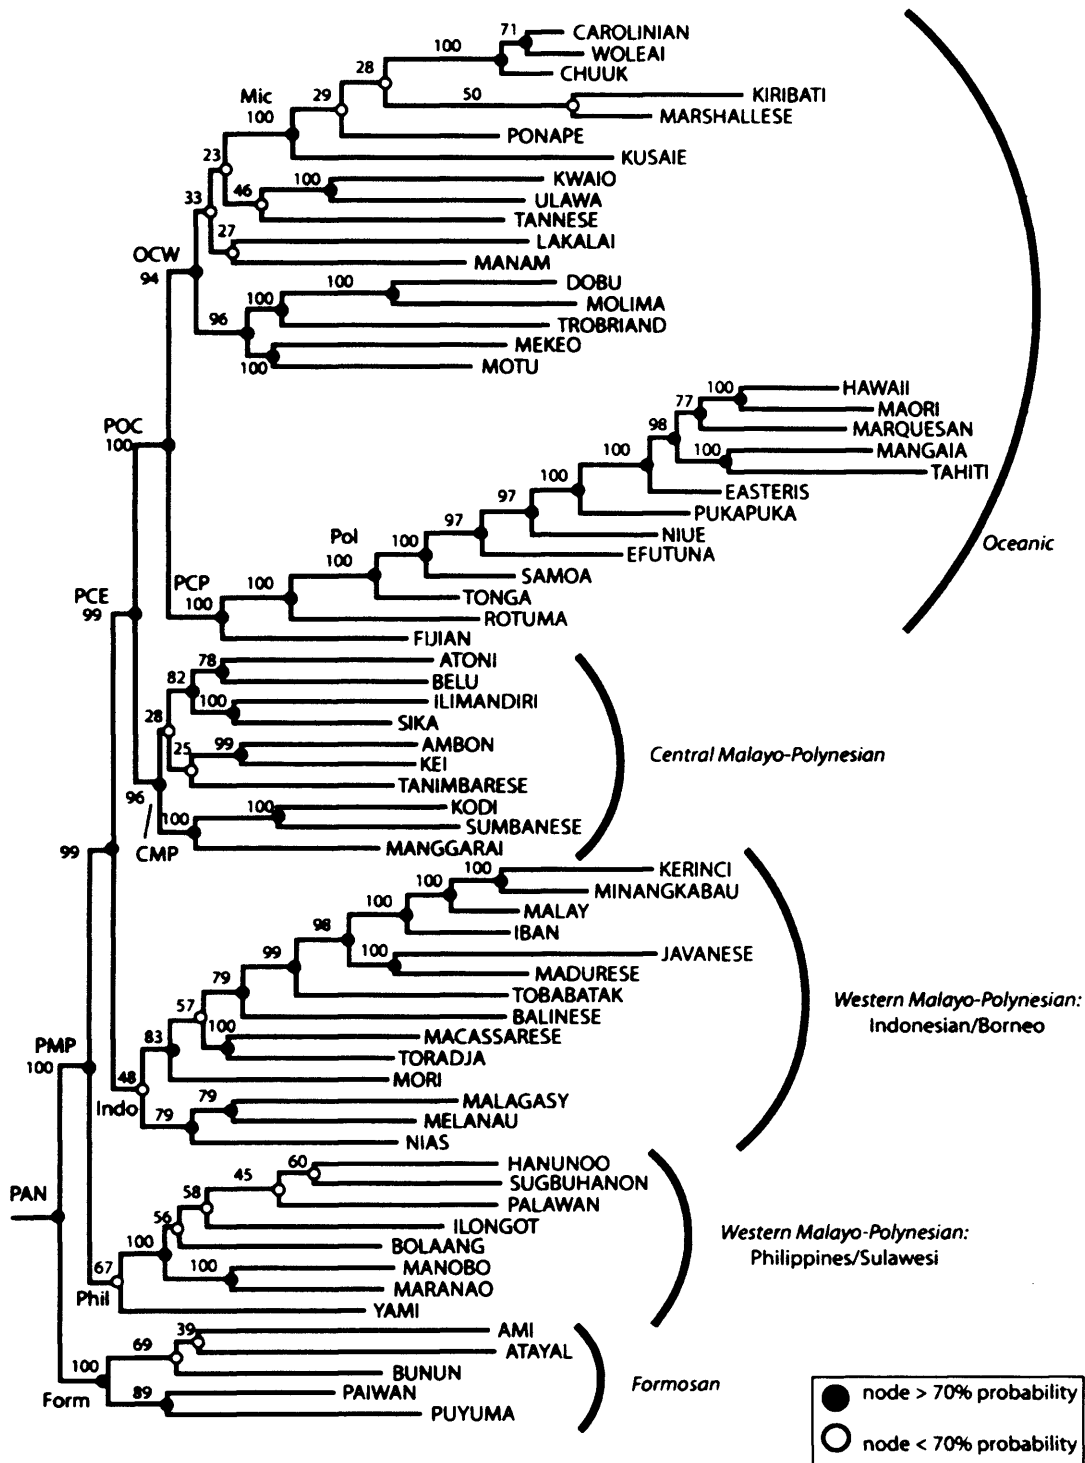 71
CAROLINIAN
100
WOLEAI
28
CHUUK
Mic
29
50
KIRIBATI
100
MARSHALLESE
PONAPE
23
KUSAIE
100
KWAIO
46
ULAWA
33
TANNESE
27
LAKALAI
OCW
MANAM
94
100
DOBU
100
MOLIMA
96
TROBRIAND
MEKEO
100
MOTU
100
HAWAII
77
MAORI
POC
98
MARQUESAN
100
100
100
MANGAIA
TAHITI
100
EASTERIS
97
PUKAPUKA
97
NIUE
Pol
100
EFUTUNA
Oceanic
100
SAMOA
PCP
100
TONGA
PCE
100
ROTUMA
99
FIJIAN
78
ATONI
82
BELU
100
ILIMANDIRI
28
SIKA
25
99
AMBON
KEI
Central Malayo-Polynesian
TANIMBARESE
96
100
KODI
100
SUMBANESE
99
CMP
MANGGARAI
100
KERINCI
100
MINANGKABAU
100
MALAY
98
IBAN
99
100
JAVANESE
79
MADURESE
57
TOBABATAK
Western Malayo-Polynesian:
100
BALINESE
Indonesian/Borneo
PMP
83
MACASSARESE
100
TORADJA
48
MORI
Indo
79
MALAGASY
79
MELANAU
NIAS
60
HANUNOO
45
SUGBUHANON
PAN
58
PALAWAN
56
ILONGOT
Western Malayo-Polynesian:
100
BOLAANG
Philippines/Sulawesi
67
100
MANOBO
Phil
MARANAO
YAMI
39
AMI
69
ATAYAL
100
BUNUN
Form
89
PAIWAN
Formosan
PUYUMA
node > 70% probability
node < 70% probability